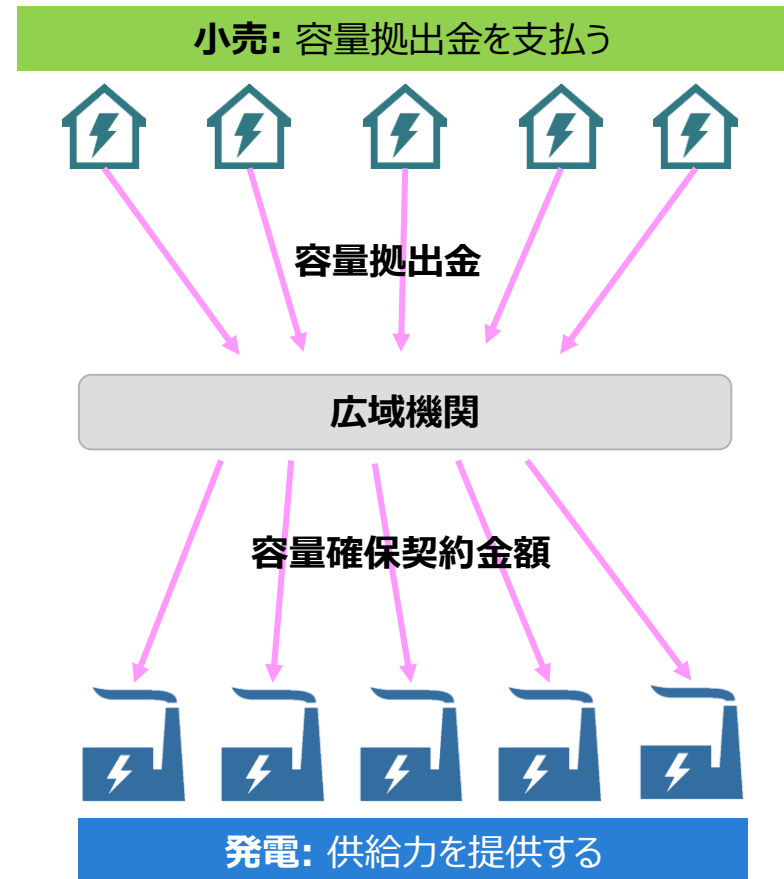 小売: 容量拠出金を支払う
容量拠出金
広域機関
容量確保契約金額
発電: 供給力を提供する